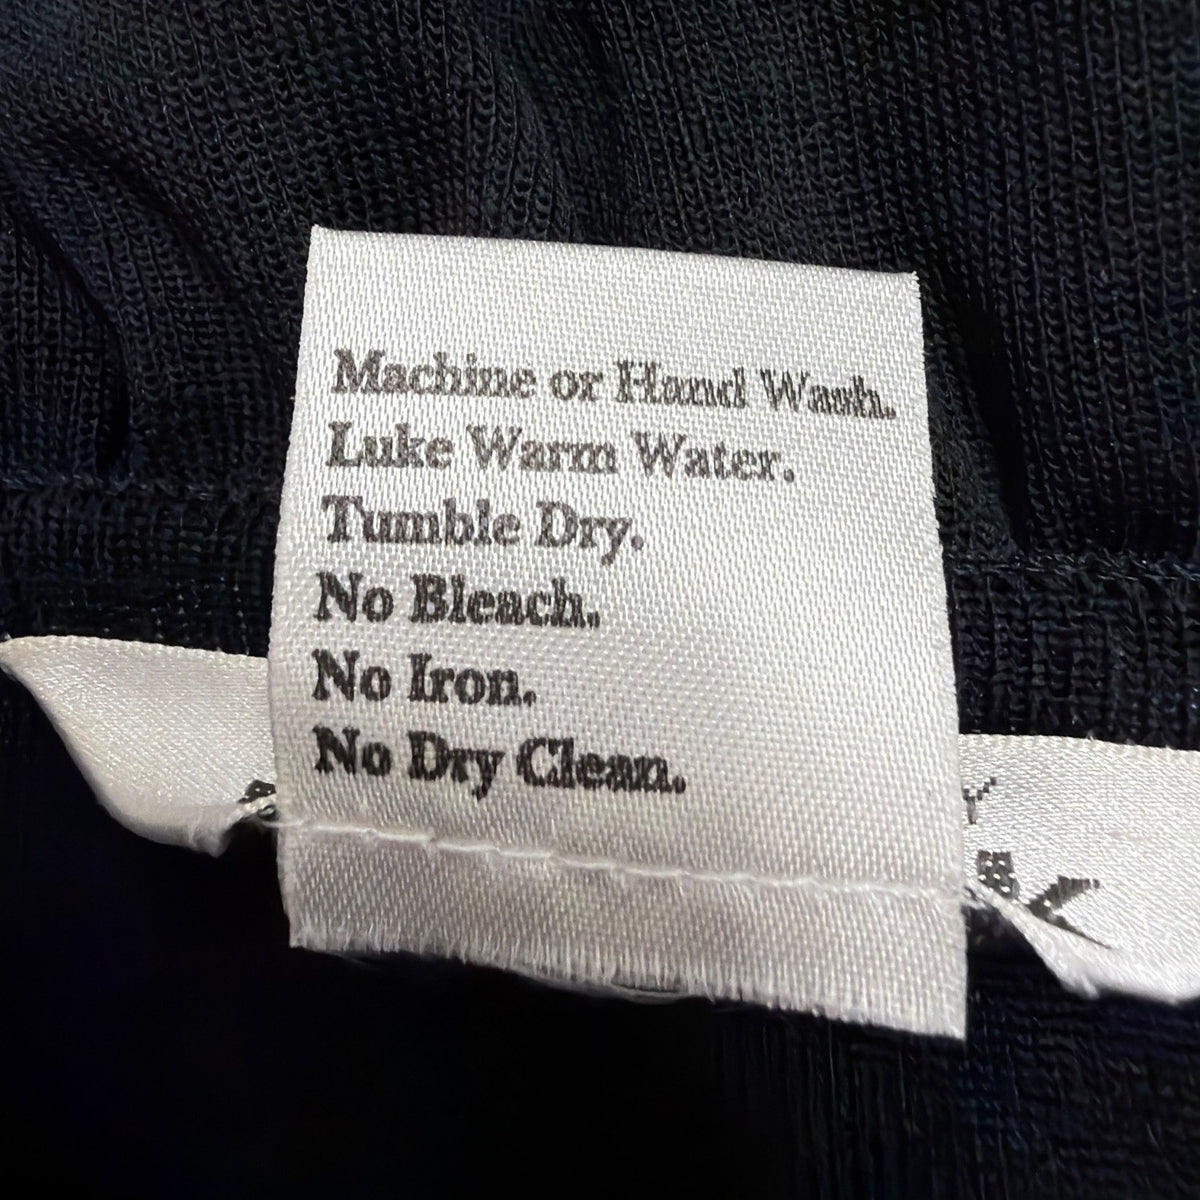 Machine or Hand Wash.
Luke Warm Water.
Tumble Dry.
No Bleach.
No Iron.
No Dry Clean.